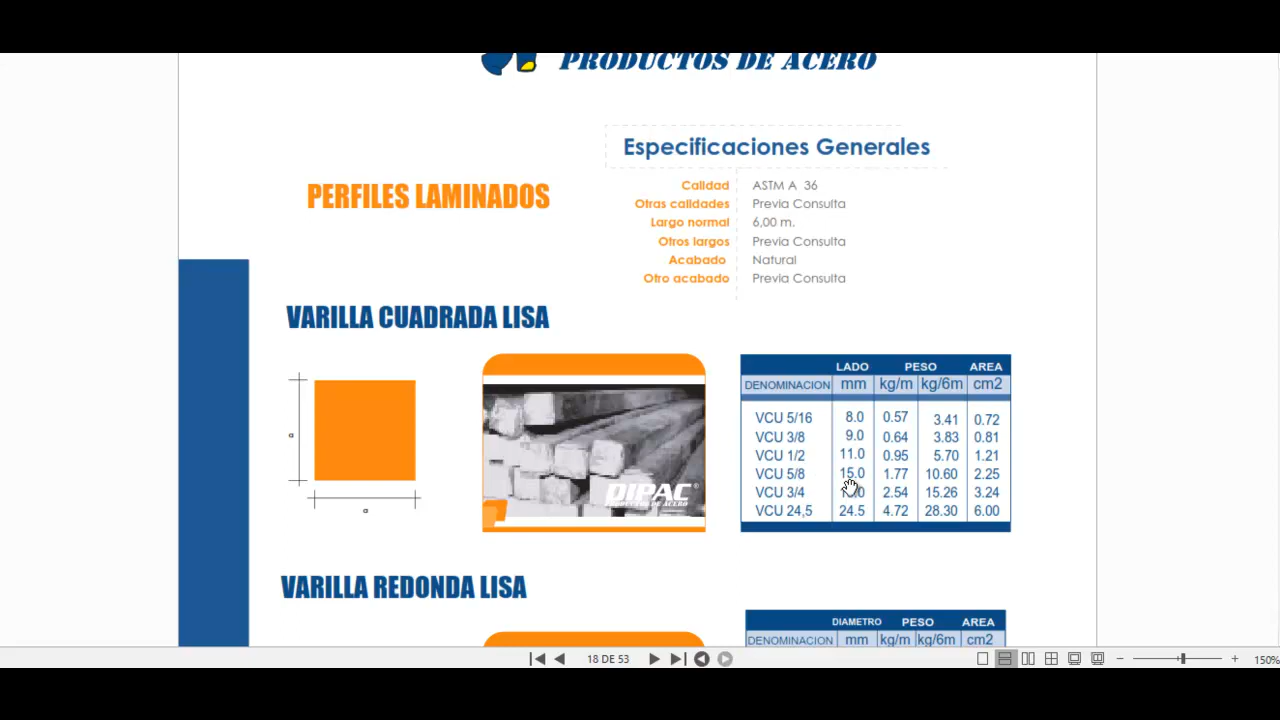 PRODUCTOS DE ACERO
Especificaciones Generales
PERFILES LAMINADOS
Calidad ASTM A 36
Otras calidades Previa Consulta
Largo normal 6,00 m.
Otros largos Previa Consulta
Acabado Natural
Otro acabado Previa Consulta
VARILLA CUADRADA LISA
a
a
DIPAC®
PRODUCTOS DE ACERO
LADO PESO AREA
DENOMINACION mm kg/m kg/6m cm2
VCU 5/16 8.0 0.57 3.41 0.72
VCU 3/8 9.0 0.64 3.83 0.81
VCU 1/2 11.0 0.95 5.70 1.21
VCU 5/8 15.0 1.77 10.60 2.25
VCU 3/4 2.54 15.26 3.24
VCU 24,5 24.5 4.72 28.30 6.00
VARILLA REDONDA LISA
DIAMETRO PESO AREA
DENOMINACION mm kg/m kg/6m cm2
18 DE 53
150%